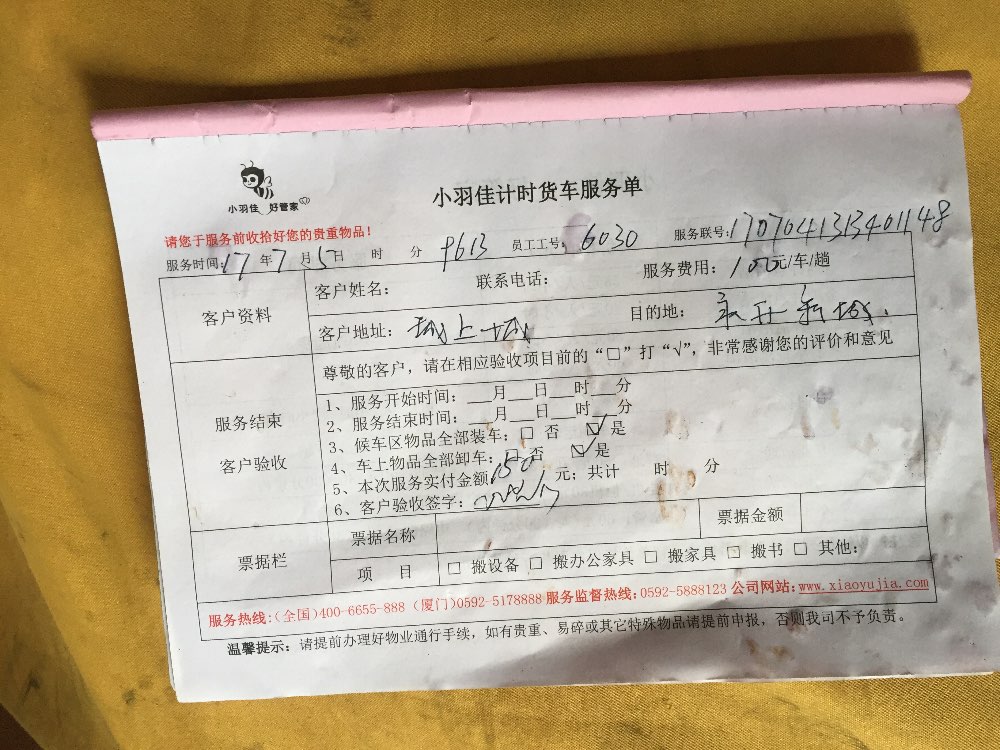 小羽佳 好管家
小羽佳计时货车服务单
请您于服务前收拾好您的贵重物品！
服务时间：17年7月5日 时 分 9613 员工工号：6030 服务联号：1707041313401148
客户资料
客户姓名： 联系电话： 服务费用：100元/车/趟
客户地址：域上城 目的地：
服务结束
客户验收
尊敬的客户，请在相应验收项目前的“□”打“√”，非常感谢您的评价和意见
1、服务开始时间：___月___日___时___分
2、服务结束时间：___月___日___时___分
3、候车区物品全部装车：□ 否 ☑ 是
4、车上物品全部卸车：□ 否 ☑ 是
5、本次服务实付金额150元；共计 时 分
6、客户验收签字：
票据栏
票据名称 票据金额
项 目 □ 搬设备 □ 搬办公家具 □ 搬家具 □ 搬书 □ 其他：
服务热线：(全国)400-6655-888 (厦门)0592-5178888 服务监督热线：0592-5888123 公司网站：www.xiaoyujia.com
温馨提示：请提前办理好物业通行手续，如有贵重、易碎或其它特殊物品请提前申报，否则我司不予负责。